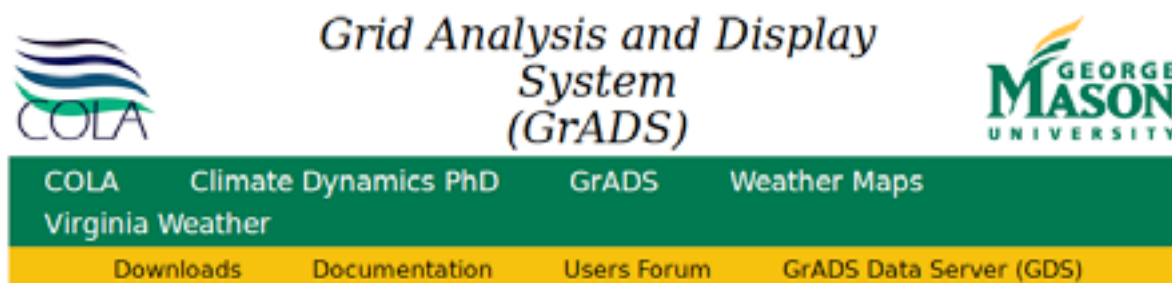 Grid Analysis and Display
System
(GrADS)
COLA
GEORGE
MASON
UNIVERSITY
COLA Climate Dynamics PhD GrADS Weather Maps
Virginia Weather
Downloads Documentation Users Forum GrADS Data Server (GDS)